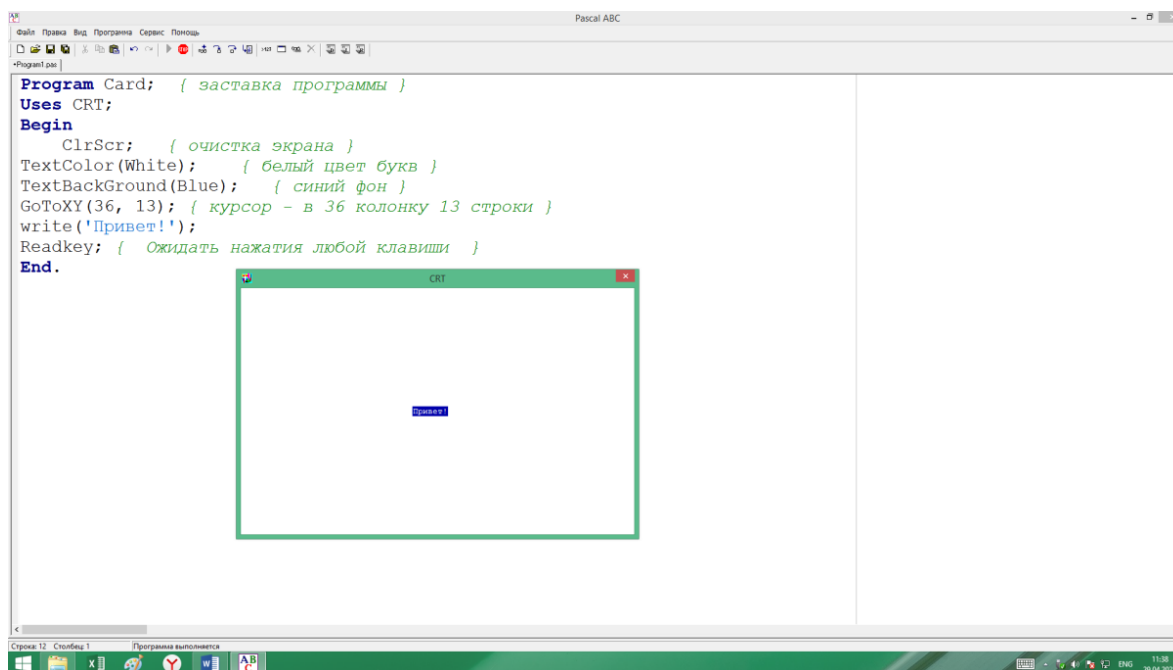 Pascal ABC
Файл Правка Вид Программа Сервис Помощь
•Program1.pas
Program Card;   { заставка программы }
Uses CRT;
Begin
    ClrScr;   { очистка экрана }
TextColor(White);    { белый цвет букв }
TextBackGround(Blue);   { синий фон }
GoToXY(36, 13); { курсор – в 36 колонку 13 строки }
write('Привет!');
Readkey; {  Ожидать нажатия любой клавиши  }
End.
CRT
Привет!
Строка: 12 Столбец: 1 Программа выполняется
ENG 11:38